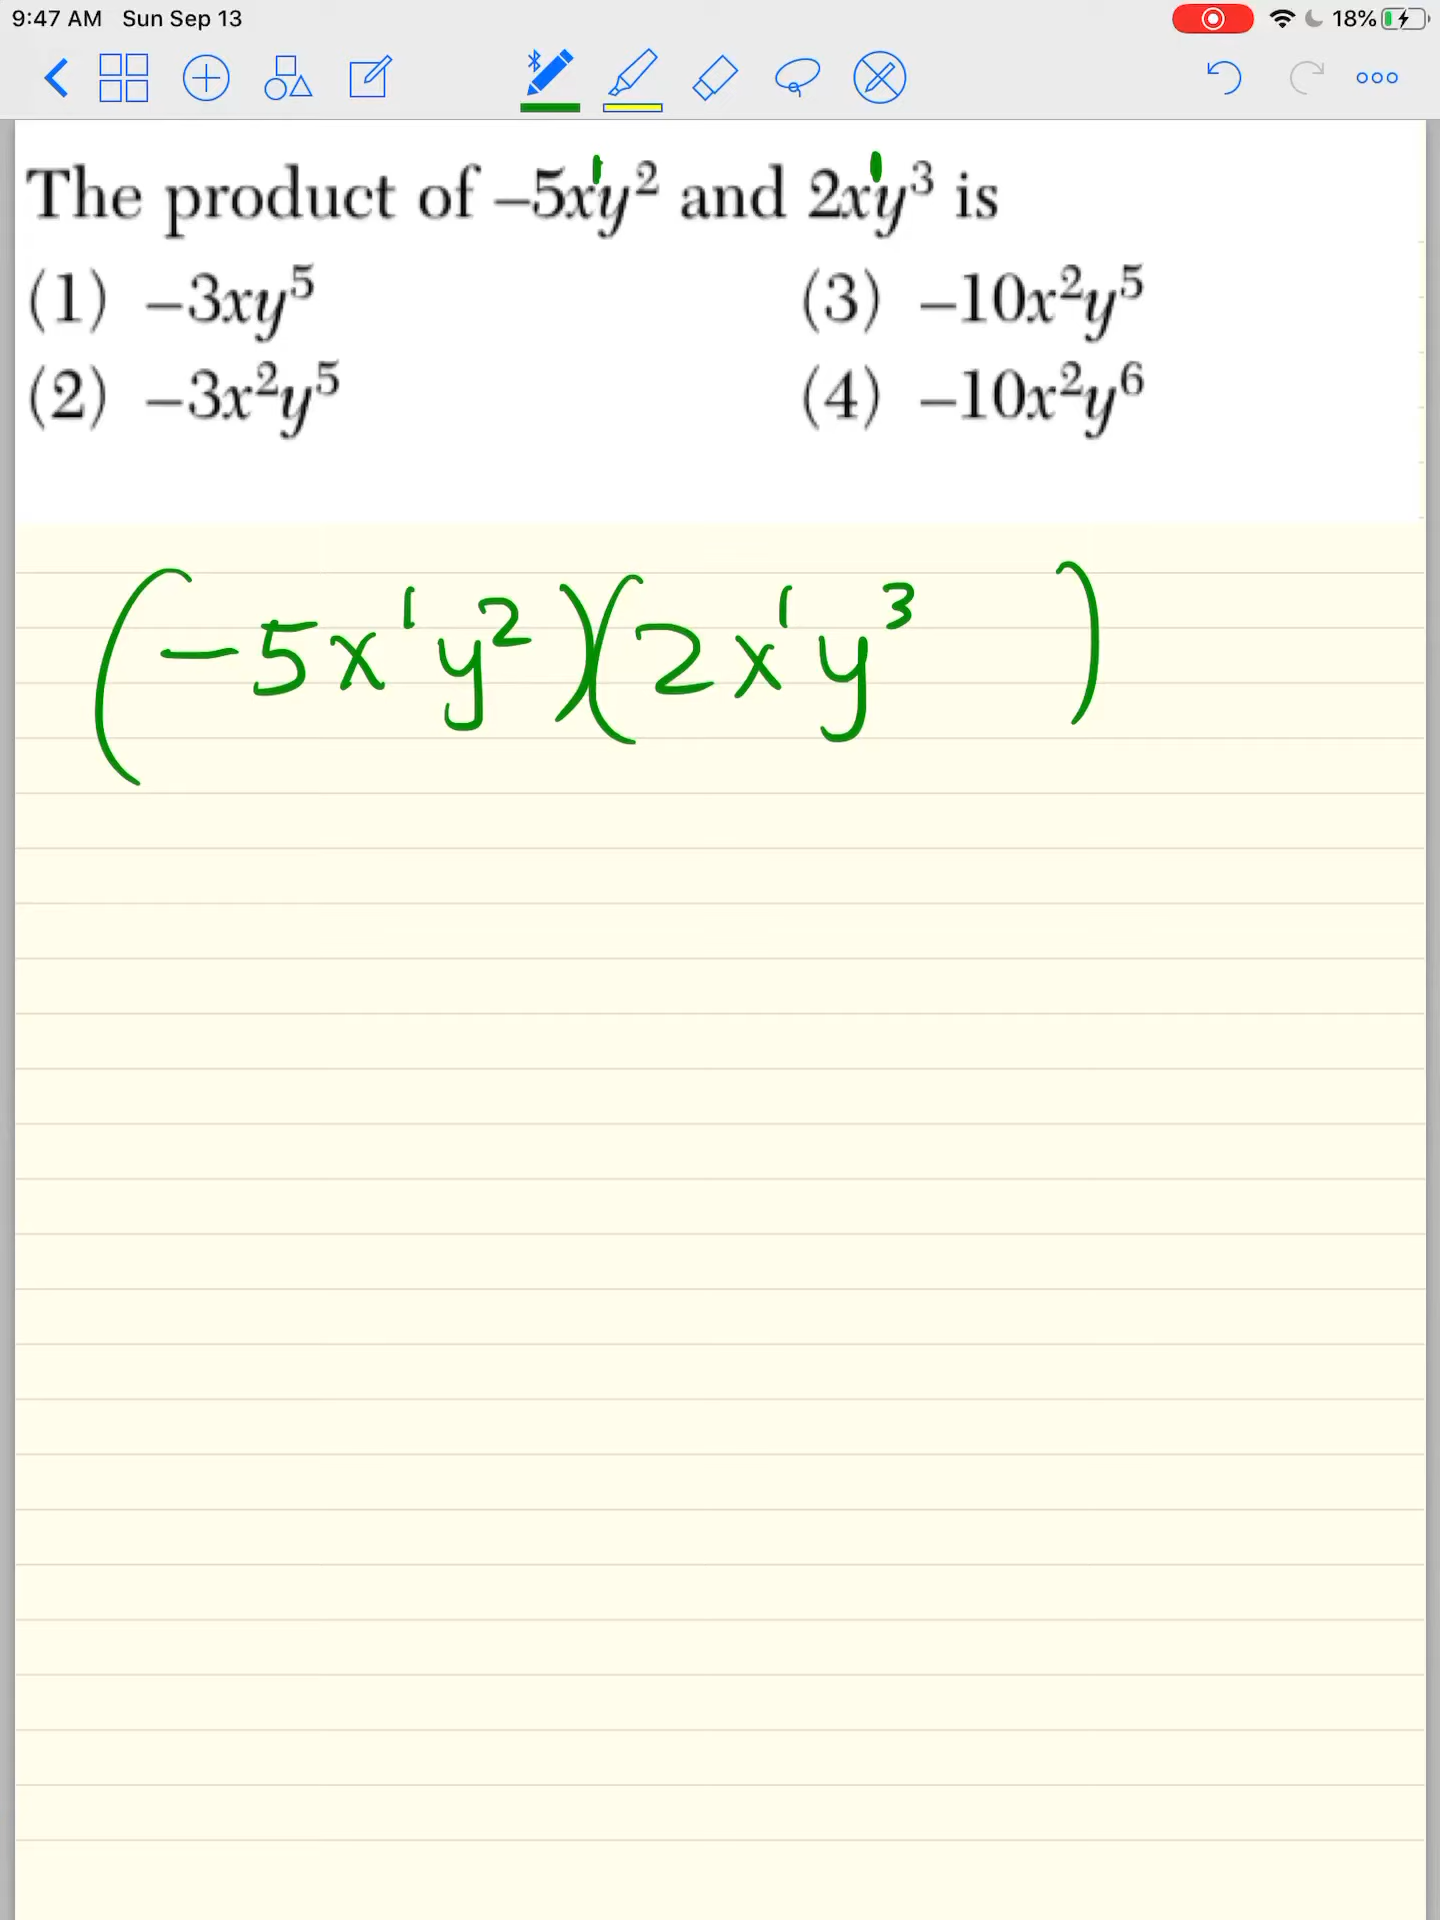 9:47 AM Sun Sep 13 18%
The product of –5x¹y² and 2x¹y³ is
(1) –3xy⁵ (3) –10x²y⁵
(2) –3x²y⁵ (4) –10x²y⁶
(-5x¹y²)(2x¹y³ )